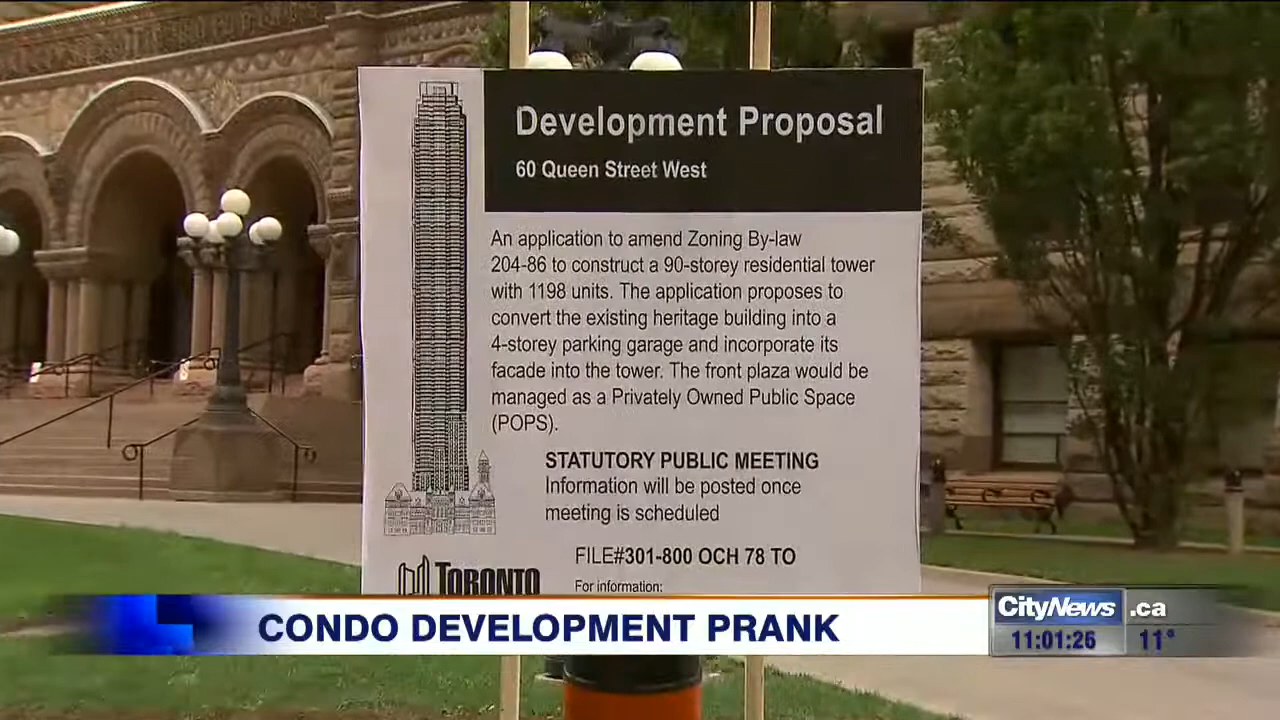 Development Proposal
60 Queen Street West
An application to amend Zoning By-law
204-86 to construct a 90-storey residential tower
with 1198 units. The application proposes to
convert the existing heritage building into a
4-storey parking garage and incorporate its
facade into the tower. The front plaza would be
managed as a Privately Owned Public Space
(POPS).
STATUTORY PUBLIC MEETING
Information will be posted once
meeting is scheduled
FILE#301-800 OCH 78 TO
TORONTO
For information:
CONDO DEVELOPMENT PRANK
CITYNEWS .ca
11:01:26 11°